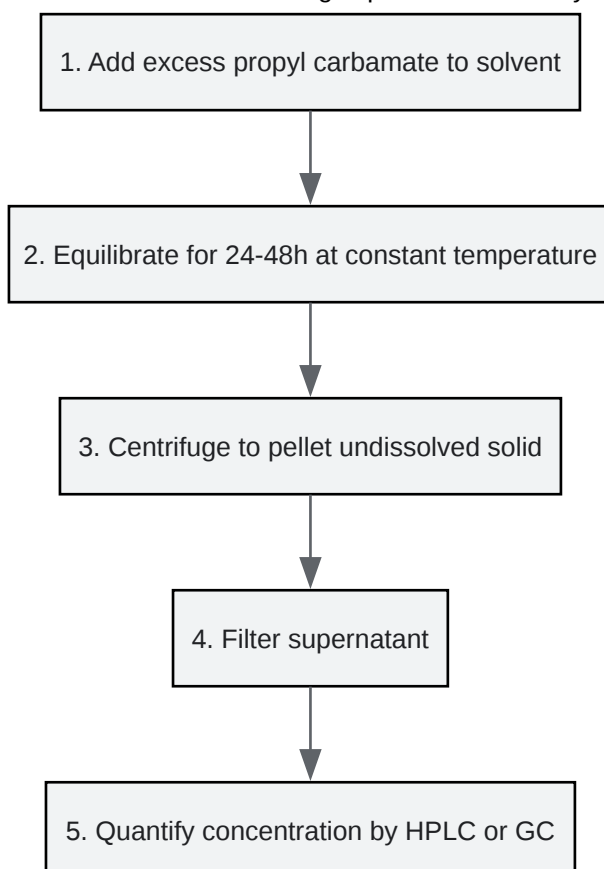 1. Add excess propyl carbamate to solvent
2. Equilibrate for 24-48h at constant temperature
3. Centrifuge to pellet undissolved solid
4. Filter supernatant
5. Quantify concentration by HPLC or GC